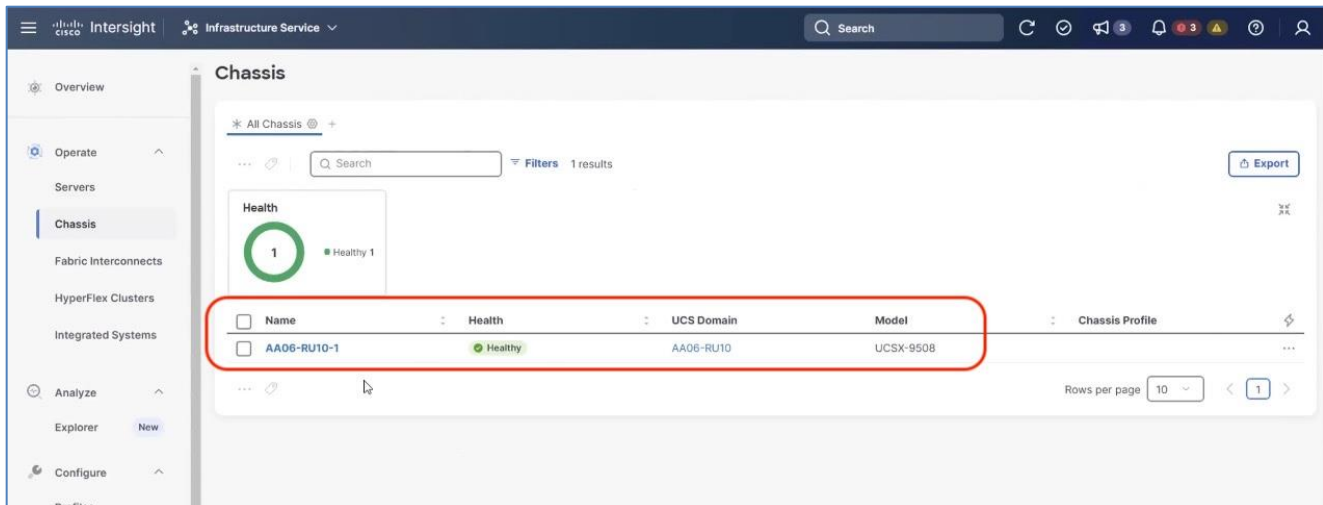 cisco Intersight Infrastructure Service Search 3 3
Overview
Operate
Servers
Chassis
Fabric Interconnects
HyperFlex Clusters
Integrated Systems
Analyze
Explorer New
Configure
Chassis
All Chassis +
... Search Filters 1 results Export
Health
1 Healthy 1
Name Health UCS Domain Model Chassis Profile
AA06-RU10-1 Healthy AA06-RU10 UCSX-9508 ...
... Rows per page 10 1